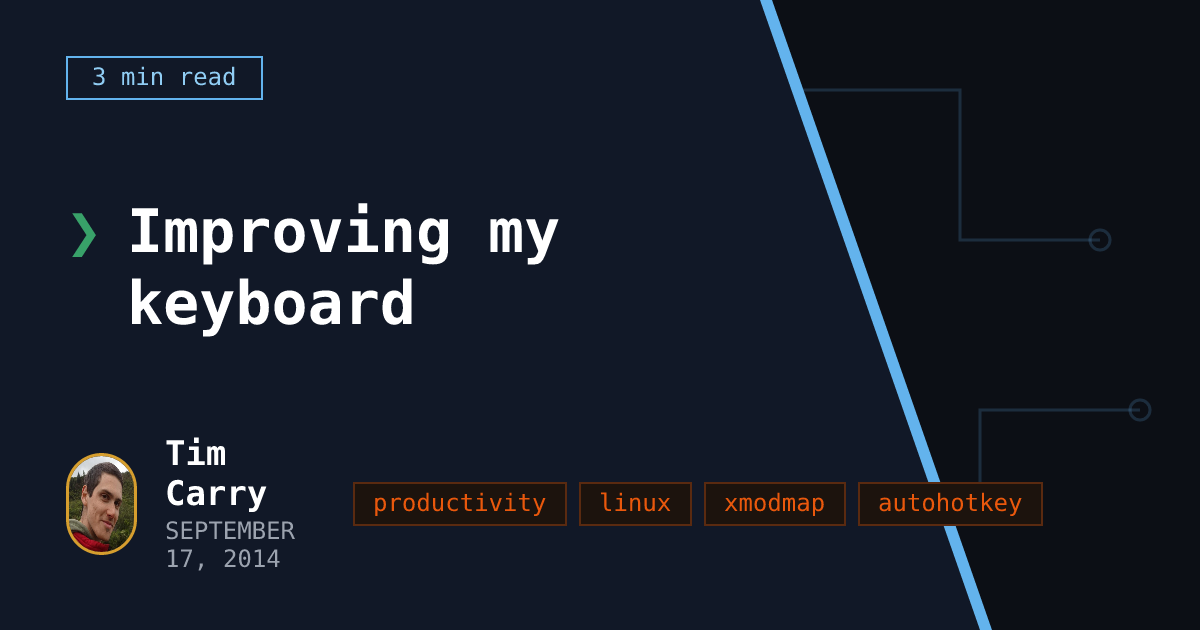 3 min read
❯ Improving my
keyboard
Tim
Carry
SEPTEMBER
17, 2014
productivity linux xmodmap autohotkey